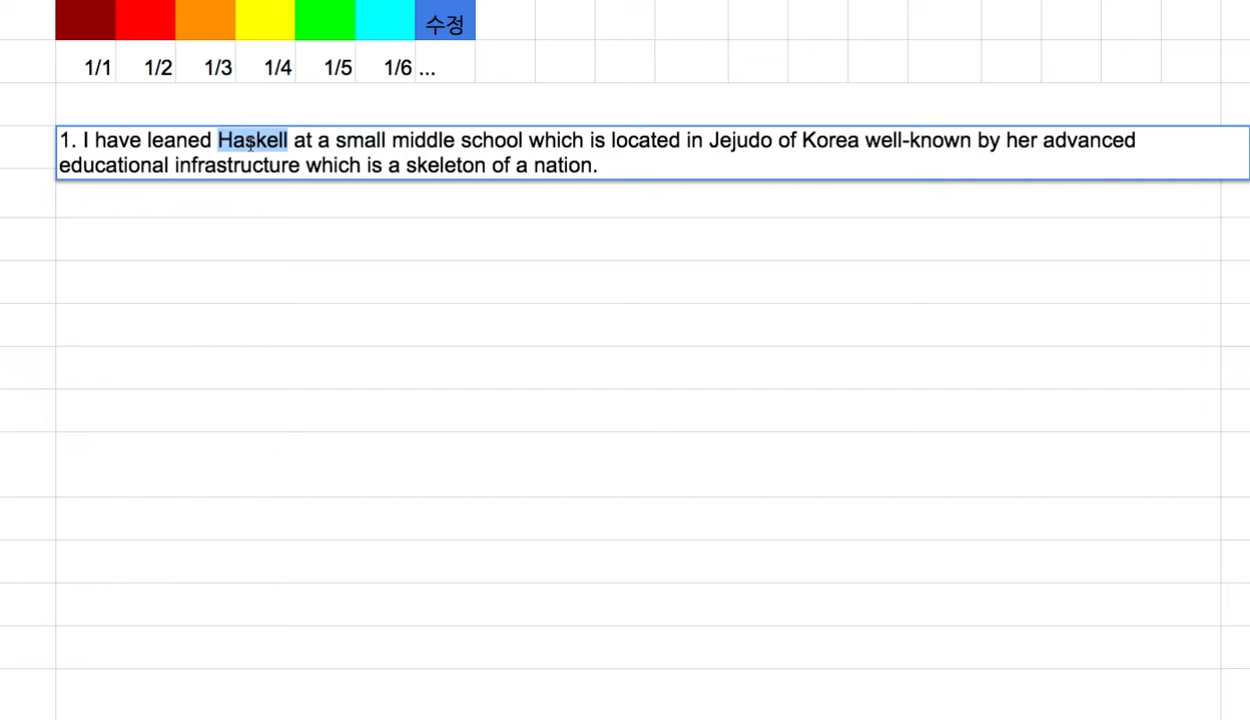 수정
1/1 1/2 1/3 1/4 1/5 1/6 ...
1. I have leaned Haskell at a small middle school which is located in Jejudo of Korea well-known by her advanced
educational infrastructure which is a skeleton of a nation.